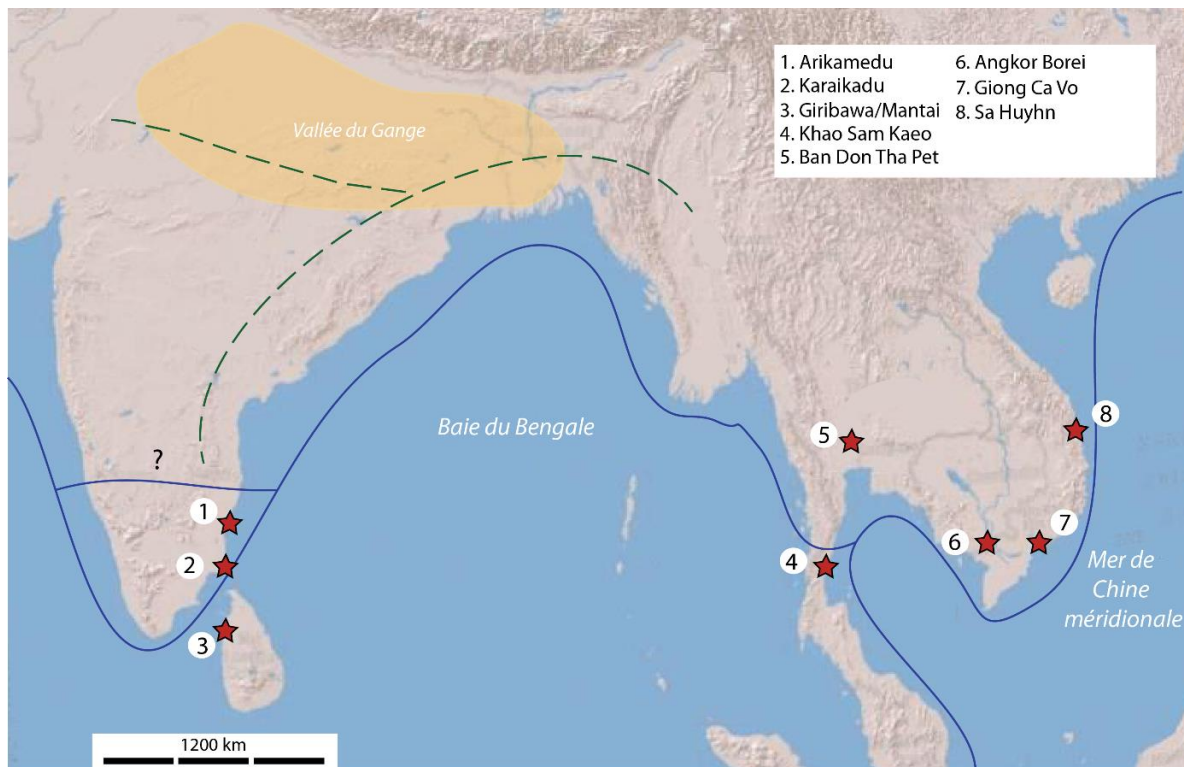 1. Arikamedu
2. Karaikadu
3. Giribawa/Mantai
4. Khao Sam Kaeo
5. Ban Don Tha Pet
6. Angkor Borei
7. Giong Ca Vo
8. Sa Huyhn
Vallée du Gange
Baie du Bengale
?
1
2
3
4
5
6
7
8
Mer de
Chine
méridionale
1200 km